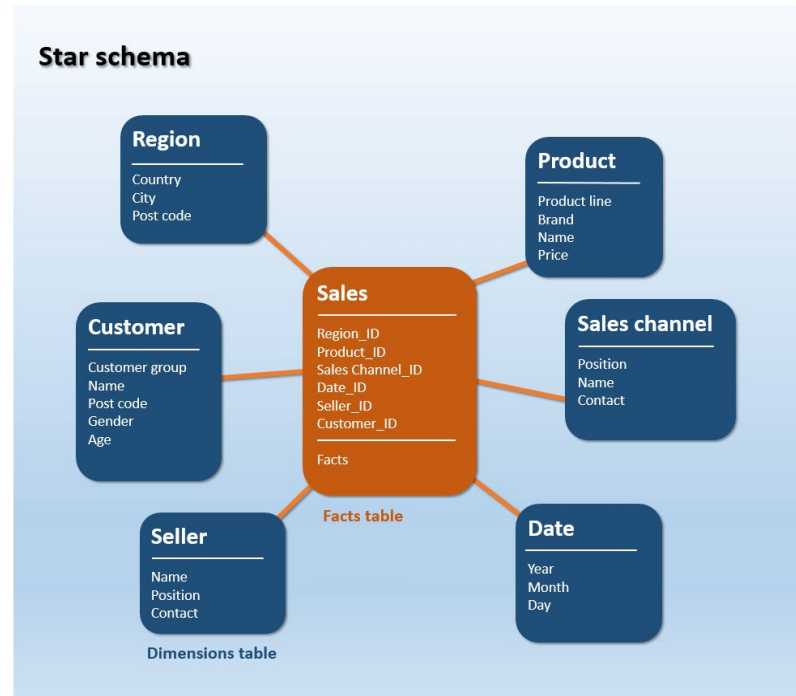 Star schema
Region
Country
City
Post code
Product
Product line
Brand
Name
Price
Sales
Region_ID
Product_ID
Sales Channel_ID
Date_ID
Seller_ID
Customer_ID
Facts
Facts table
Customer
Customer group
Name
Post code
Gender
Age
Sales channel
Position
Name
Contact
Seller
Name
Position
Contact
Dimensions table
Date
Year
Month
Day